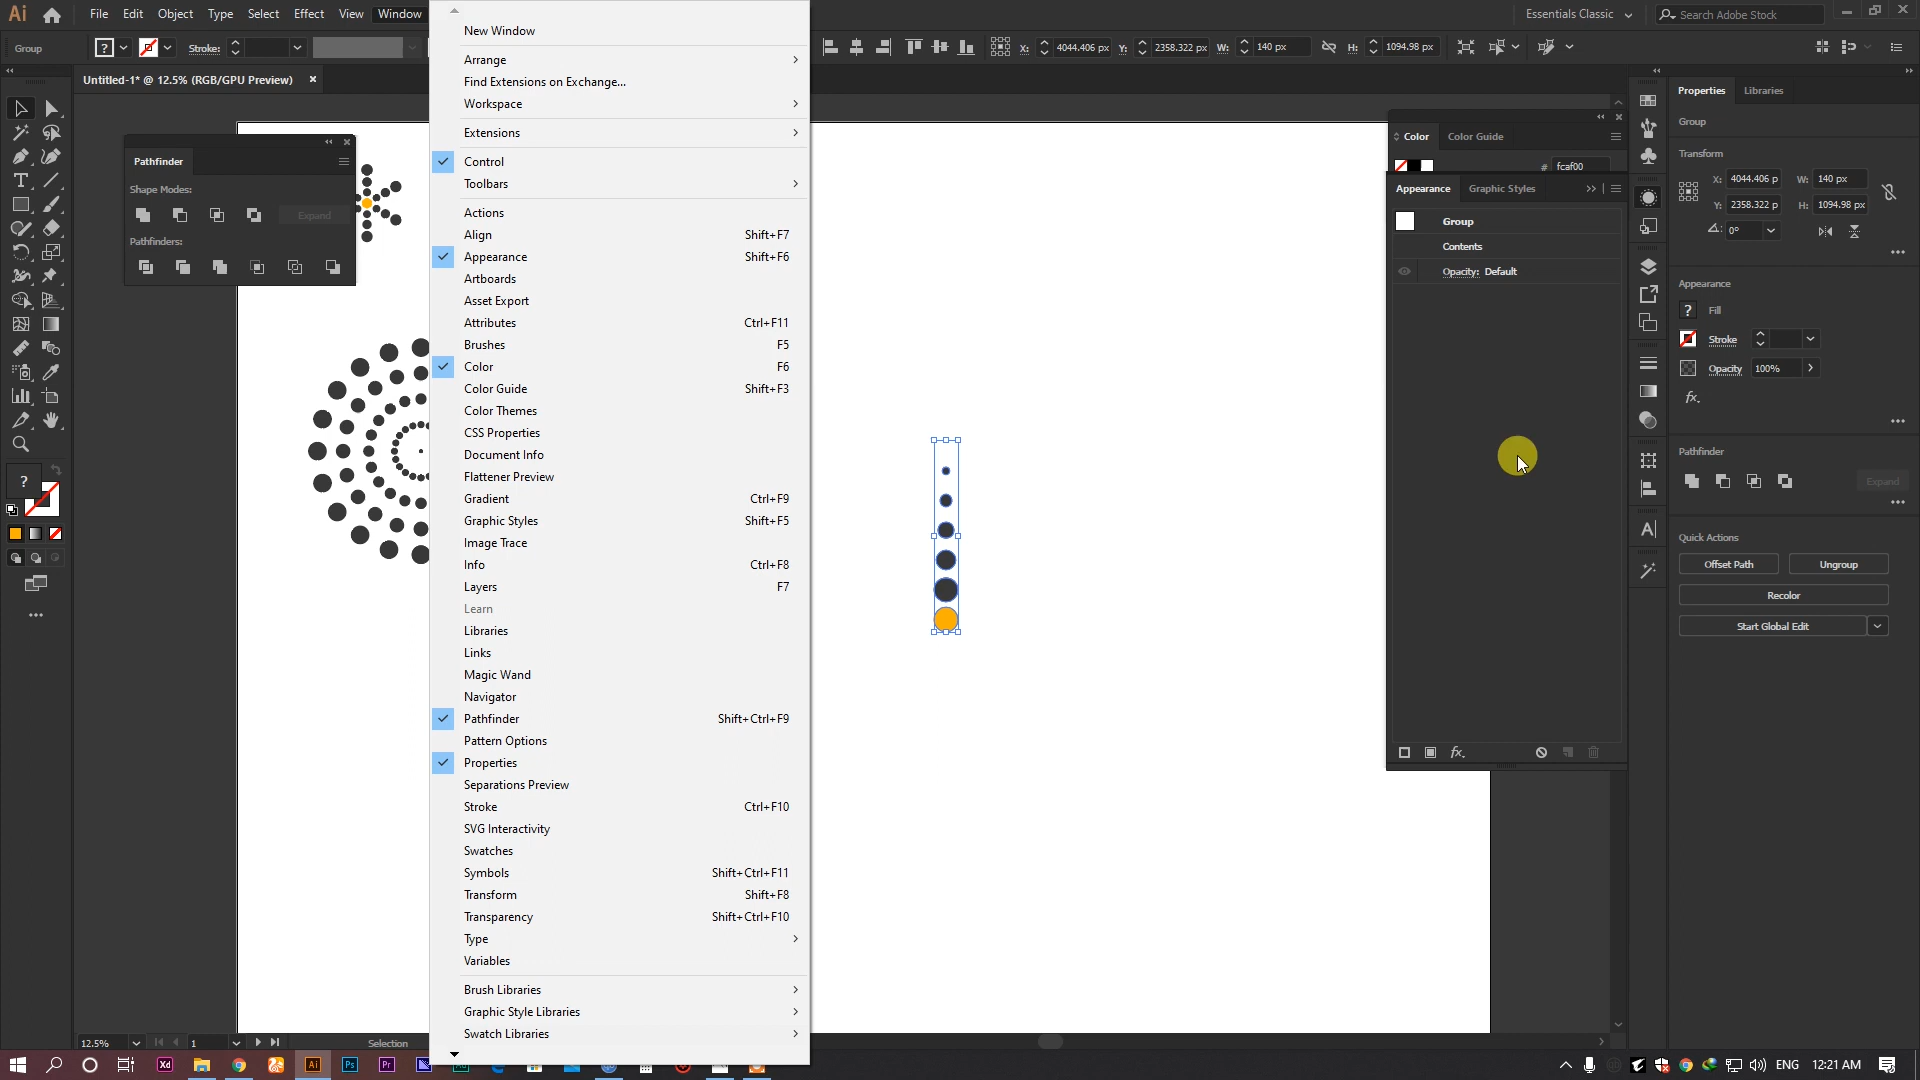 Ai File Edit Object Type Select Effect View Window
Essentials Classic
Search Adobe Stock
Group ? Stroke:
X: 4044.406 px Y: 2358.322 px W: 140 px H: 1094.98 px
Untitled-1* @ 12.5% (RGB/GPU Preview) ×
Pathfinder
Shape Modes:
Expand
Pathfinders:
New Window
Arrange
Find Extensions on Exchange...
Workspace
Extensions
Control
Toolbars
Actions
Align Shift+F7
Appearance Shift+F6
Artboards
Asset Export
Attributes Ctrl+F11
Brushes F5
Color F6
Color Guide Shift+F3
Color Themes
CSS Properties
Document Info
Flattener Preview
Gradient Ctrl+F9
Graphic Styles Shift+F5
Image Trace
Info Ctrl+F8
Layers F7
Learn
Libraries
Links
Magic Wand
Navigator
Pathfinder Shift+Ctrl+F9
Pattern Options
Properties
Separations Preview
Stroke Ctrl+F10
SVG Interactivity
Swatches
Symbols Shift+Ctrl+F11
Transform Shift+F8
Transparency Shift+Ctrl+F10
Type
Variables
Brush Libraries
Graphic Style Libraries
Swatch Libraries
Color Color Guide
# fcaf00
Appearance Graphic Styles
Group
Contents
Opacity: Default
fx
Properties Libraries
Group
Transform
X: 4044.406 p W: 140 px
Y: 2358.322 p H: 1094.98 px
0°
Appearance
? Fill
Stroke
Opacity 100%
fx
Pathfinder
Expand
Quick Actions
Offset Path Ungroup
Recolor
Start Global Edit
?
12.5% 1 Selection
Xd Ai Ps Pr
ENG 12:21 AM